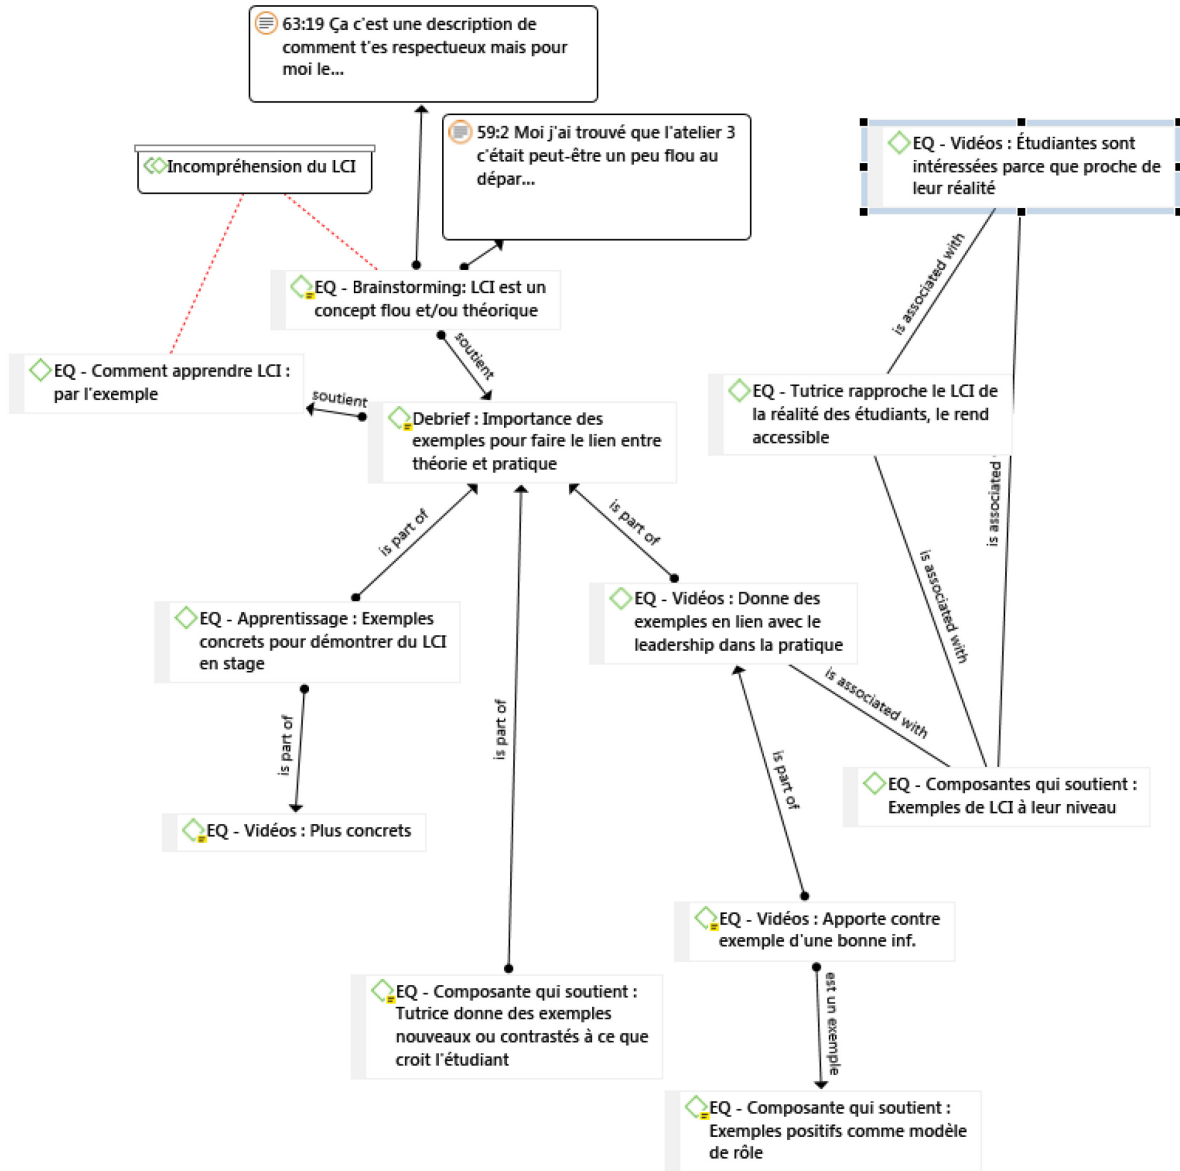 63:19 Ça c'est une description de
comment t'es respectueux mais pour
moi le...
59:2 Moi j'ai trouvé que l'atelier 3
c'était peut-être un peu flou au
dépar...
Incompréhension du LCI
EQ - Vidéos : Étudiantes sont
intéressées parce que proche de
leur réalité
is associated with
EQ - Brainstorming: LCI est un
concept flou et/ou théorique
soutient
EQ - Comment apprendre LCI :
par l'exemple
soutient
Debrief : Importance des
exemples pour faire le lien entre
théorie et pratique
EQ - Tutrice rapproche le LCI de
la réalité des étudiants, le rend
accessible
is associated
is part of
is part of
is associated with
EQ - Apprentissage : Exemples
concrets pour démontrer du LCI
en stage
EQ - Vidéos : Donne des
exemples en lien avec le
leadership dans la pratique
is part of
is part of
is associated with
is part of
EQ - Composantes qui soutient :
Exemples de LCI à leur niveau
EQ - Vidéos : Plus concrets
EQ - Vidéos : Apporte contre
exemple d'une bonne inf.
est un exemple
EQ - Composante qui soutient :
Tutrice donne des exemples
nouveaux ou contrastés à ce que
croit l'étudiant
EQ - Composante qui soutient :
Exemples positifs comme modèle
de rôle